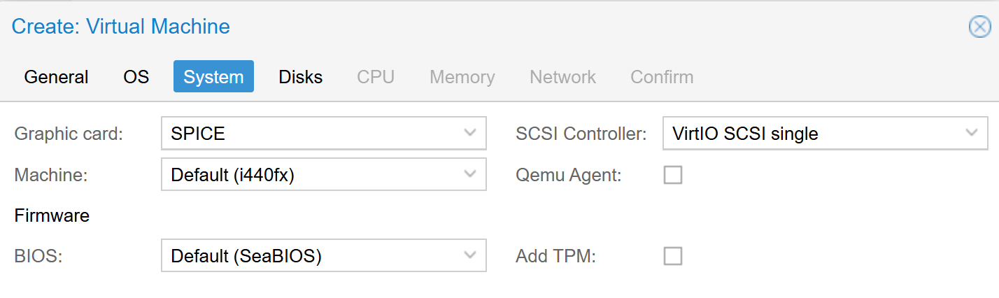 Create: Virtual Machine
General OS System Disks CPU Memory Network Confirm
Graphic card: SPICE SCSI Controller: VirtIO SCSI single
Machine: Default (i440fx) Qemu Agent:
Firmware
BIOS: Default (SeaBIOS) Add TPM: